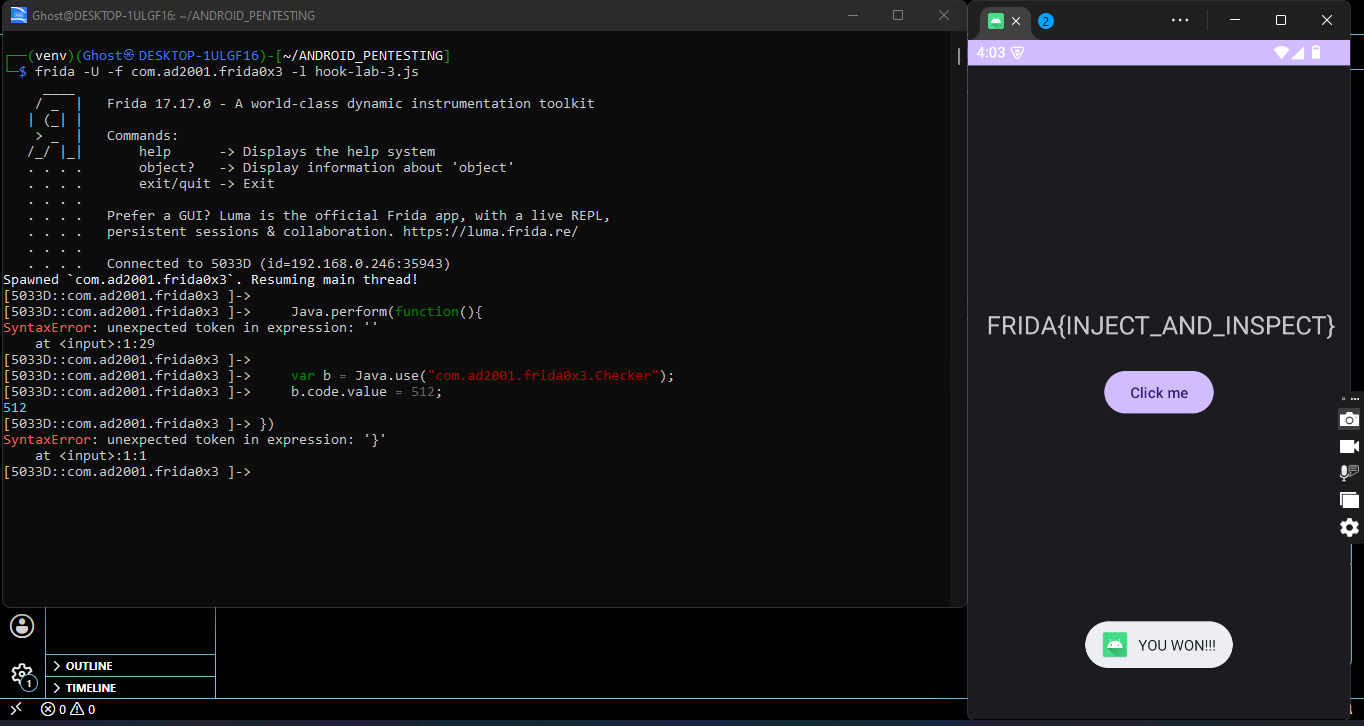 Ghost@DESKTOP-1ULGF16: ~/ANDROID_PENTESTING
┌──(venv)(Ghost㉿DESKTOP-1ULGF16)-[~/ANDROID_PENTESTING]
└─$ frida -U -f com.ad2001.frida0x3 -l hook-lab-3.js
     ____
    / _  |   Frida 17.17.0 - A world-class dynamic instrumentation toolkit
   | (_| |
    > _  |   Commands:
   /_/ |_|       help      -> Displays the help system
   . . . .       object?   -> Display information about 'object'
   . . . .       exit/quit -> Exit
   . . . .
   . . . .   Prefer a GUI? Luma is the official Frida app, with a live REPL,
   . . . .   persistent sessions & collaboration. https://luma.frida.re/
   . . . .
   . . . .   Connected to 5033D (id=192.168.0.246:35943)
Spawned `com.ad2001.frida0x3`. Resuming main thread!
[5033D::com.ad2001.frida0x3 ]->
[5033D::com.ad2001.frida0x3 ]->     Java.perform(function(){
SyntaxError: unexpected token in expression: ''
    at <input>:1:29
[5033D::com.ad2001.frida0x3 ]->
[5033D::com.ad2001.frida0x3 ]->     var b = Java.use("com.ad2001.frida0x3.Checker");
[5033D::com.ad2001.frida0x3 ]->     b.code.value = 512;
512
[5033D::com.ad2001.frida0x3 ]-> })
SyntaxError: unexpected token in expression: '}'
    at <input>:1:1
[5033D::com.ad2001.frida0x3 ]->
1
OUTLINE
TIMELINE
0 0
2
4:03
FRIDA{INJECT_AND_INSPECT}
Click me
YOU WON!!!